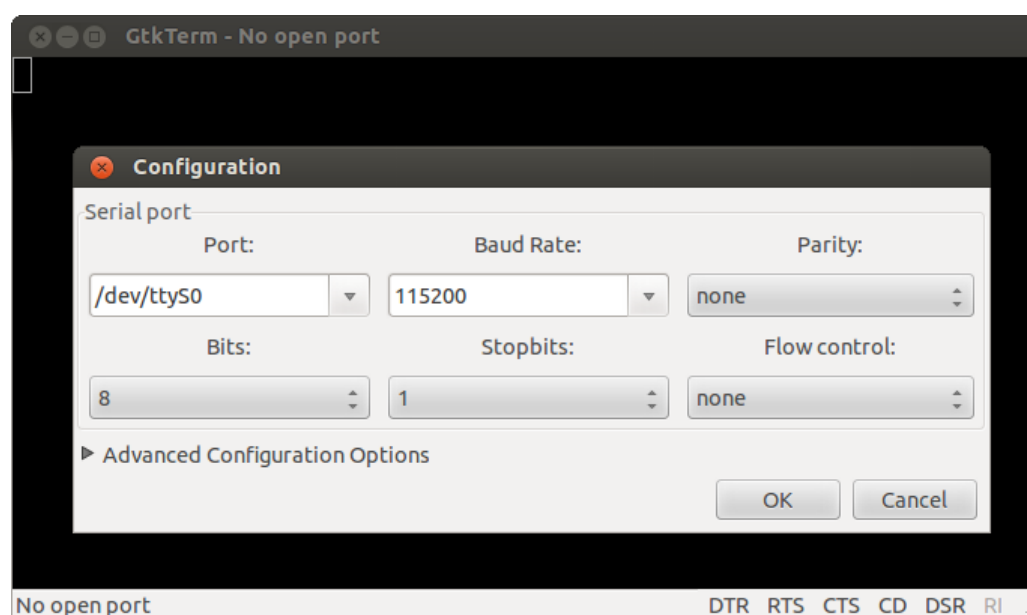 GtkTerm - No open port
Configuration
Serial port
Port: Baud Rate: Parity:
/dev/ttyS0 115200 none
Bits: Stopbits: Flow control:
8 1 none
Advanced Configuration Options
OK Cancel
No open port DTR RTS CTS CD DSR RI